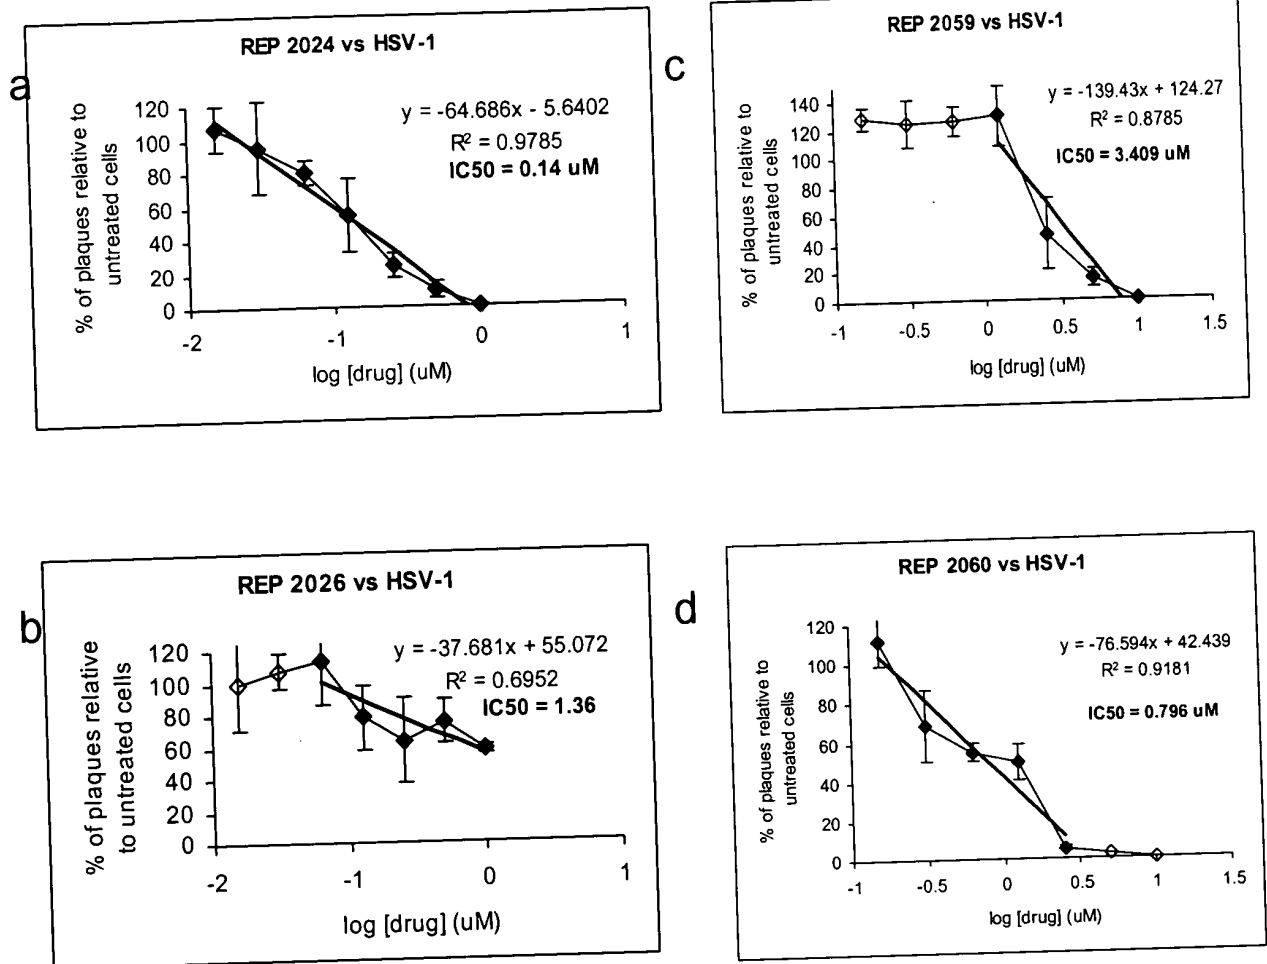 a
REP 2024 vs HSV-1
y = -64.686x - 5.6402
R² = 0.9785
IC50 = 0.14 uM
% of plaques relative to
untreated cells
120
100
80
60
40
20
0
-2
-1
0
1
log [drug] (uM)
c
REP 2059 vs HSV-1
y = -139.43x + 124.27
R² = 0.8785
IC50 = 3.409 uM
% of plaques relative to
untreated cells
140
120
100
80
60
40
20
0
-1
-0.5
0
0.5
1
1.5
log [drug] (uM)
b
REP 2026 vs HSV-1
y = -37.681x + 55.072
R² = 0.6952
IC50 = 1.36
% of plaques relative
to untreated cells
120
100
80
60
40
20
0
-2
-1
0
1
log [drug] (uM)
d
REP 2060 vs HSV-1
y = -76.594x + 42.439
R² = 0.9181
IC50 = 0.796 uM
% of plaques relative to
untreated cells
120
100
80
60
40
20
0
-1
-0.5
0
0.5
1
1.5
log [drug] (uM)